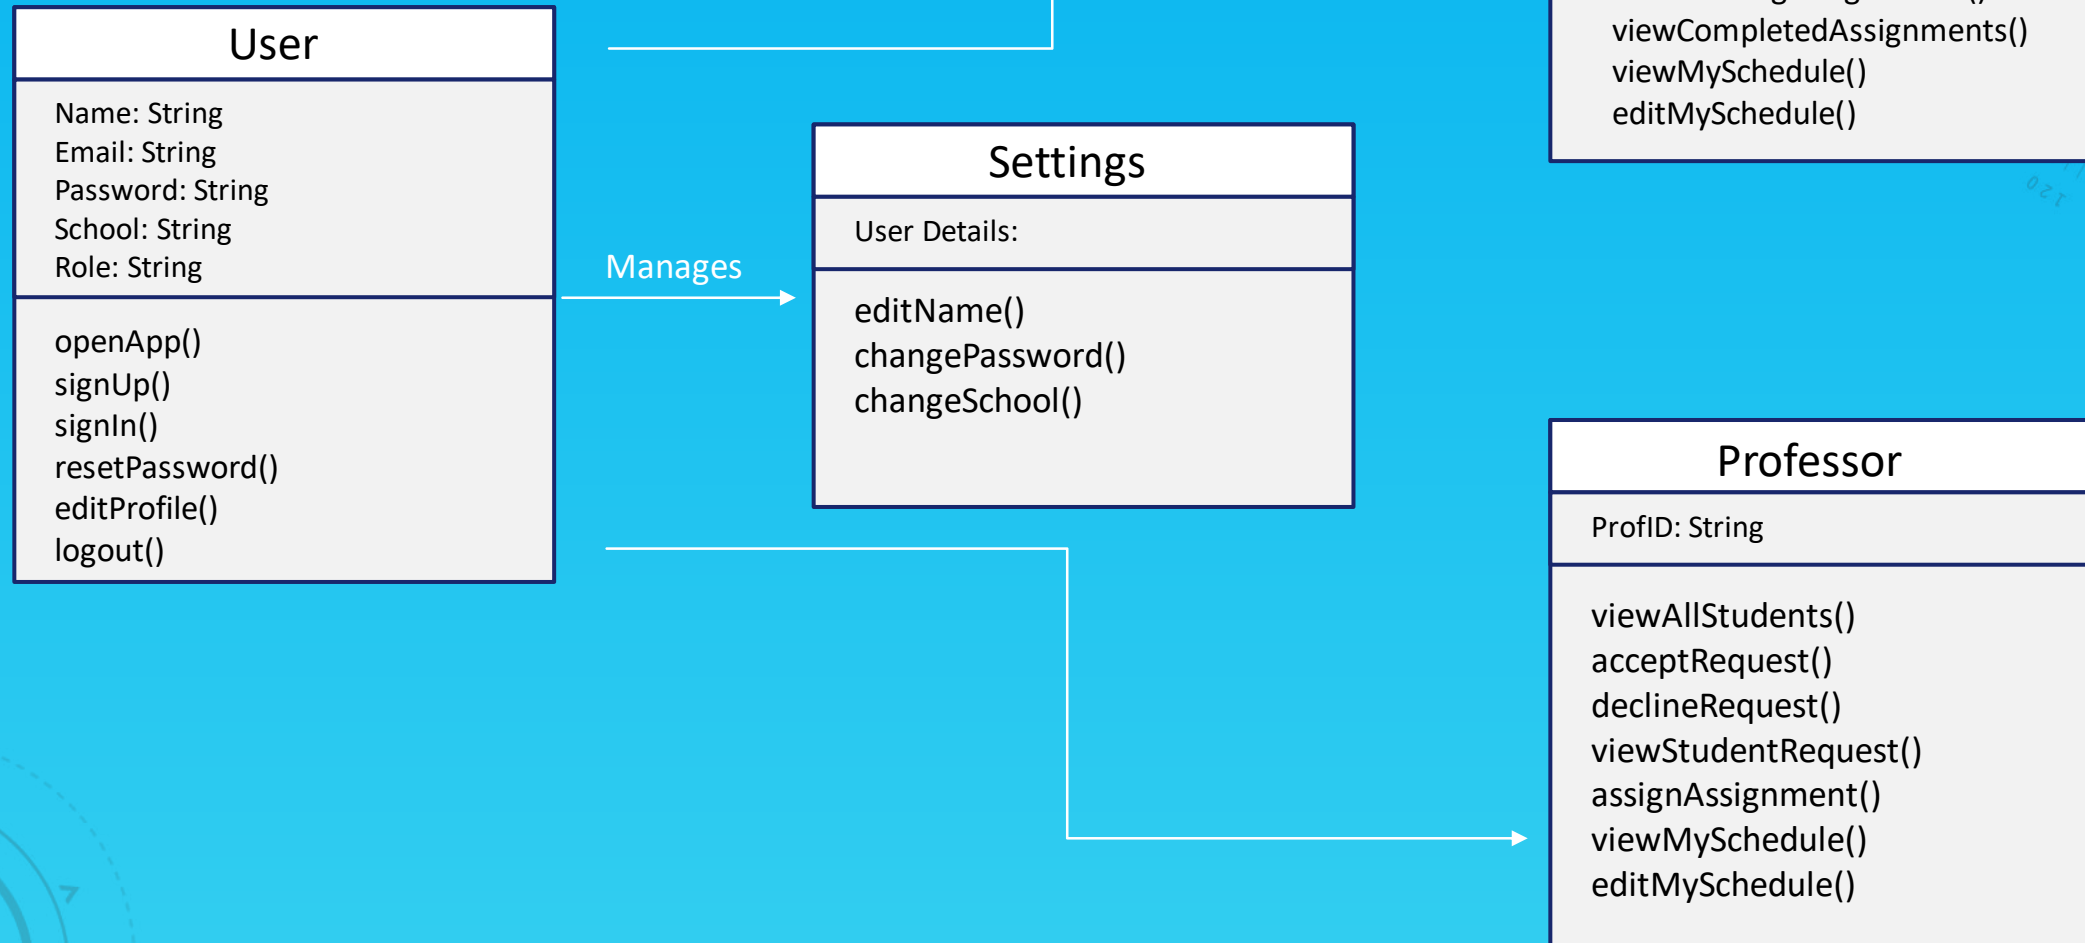 User
Name: String
Email: String
Password: String
School: String
Role: String
openApp()
signUp()
signIn()
resetPassword()
editProfile()
logout()
Manages
Settings
User Details:
editName()
changePassword()
changeSchool()
viewCompletedAssignments()
viewMySchedule()
editMySchedule()
120
Professor
ProfID: String
viewAllStudents()
acceptRequest()
declineRequest()
viewStudentRequest()
assignAssignment()
viewMySchedule()
editMySchedule()